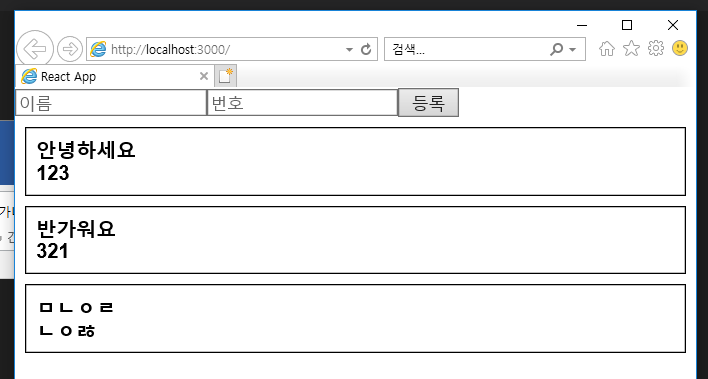 http://localhost:3000/
검색...
React App
이름
번호
등록
안녕하세요
123
반가워요
321
ㅁㄴㅇㄹ
ㄴㅇㄹㅎ